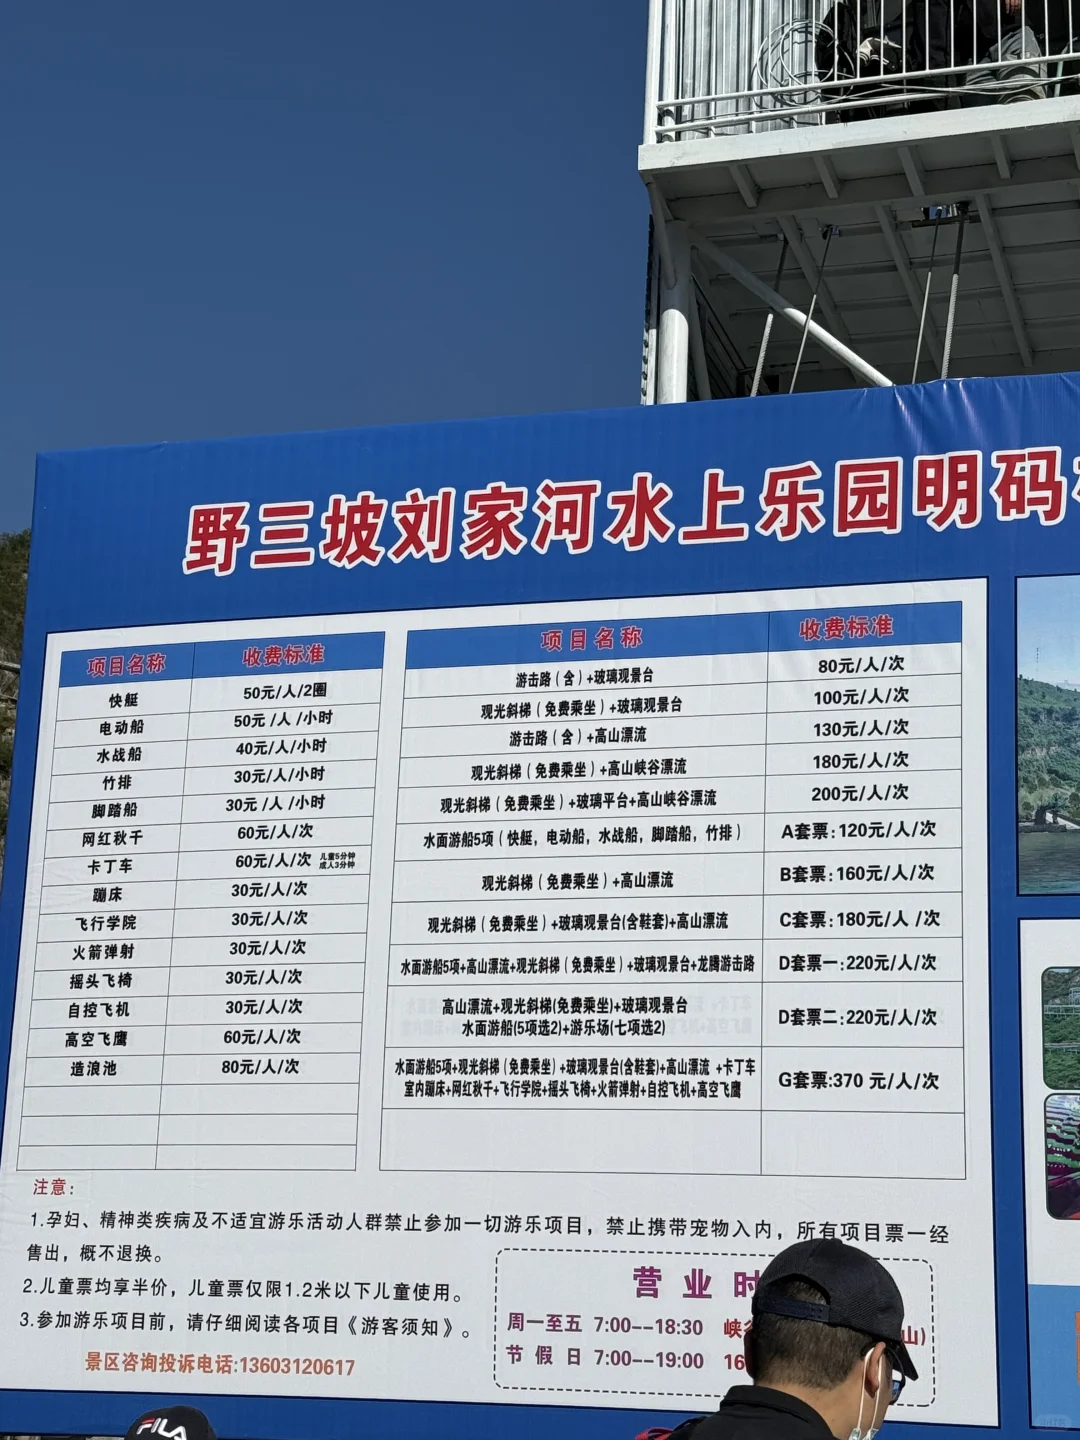 野三坡刘家河水上乐园明码
项目名称 收费标准
快艇 50元/人/2圈
电动船 50元/人/小时
水战船 40元/人/小时
竹排 30元/人/小时
脚踏船 30元/人/小时
网红秋千 60元/人/次
卡丁车 60元/人/次 儿童5分钟 成人3分钟
蹦床 30元/人/次
飞行学院 30元/人/次
火箭弹射 30元/人/次
摇头飞椅 30元/人/次
自控飞机 30元/人/次
高空飞鹰 60元/人/次
造浪池 80元/人/次
项目名称 收费标准
游击路（含）+玻璃观景台 80元/人/次
观光斜梯（免费乘坐）+玻璃观景台 100元/人/次
游击路（含）+高山漂流 130元/人/次
观光斜梯（免费乘坐）+高山峡谷漂流 180元/人/次
观光斜梯（免费乘坐）+玻璃平台+高山峡谷漂流 200元/人/次
水面游船5项（快艇，电动船，水战船，脚踏船，竹排） A套票:120元/人/次
观光斜梯（免费乘坐）+高山漂流 B套票:160元/人/次
观光斜梯（免费乘坐）+玻璃观景台(含鞋套)+高山漂流 C套票:180元/人/次
水面游船5项+高山漂流+观光斜梯（免费乘坐）+玻璃观景台+龙腾游击路 D套票一:220元/人/次
高山漂流+观光斜梯(免费乘坐)+玻璃观景台
水面游船(5项选2)+游乐场(七项选2) D套票二:220元/人/次
水面游船5项+观光斜梯（免费乘坐）+玻璃观景台(含鞋套)+高山漂流 +卡丁车
室内蹦床+网红秋千+飞行学院+摇头飞椅+火箭弹射+自控飞机+高空飞鹰 G套票:370 元/人/次
注意：
1.孕妇、精神类疾病及不适宜游乐活动人群禁止参加一切游乐项目，禁止携带宠物入内，所有项目票一经
售出，概不退换。
2.儿童票均享半价，儿童票仅限1.2米以下儿童使用。
3.参加游乐项目前，请仔细阅读各项目《游客须知》。
景区咨询投诉电话:13603120617
营业时
周一至五 7:00--18:30 峡 山)
节假日 7:00--19:00 16
FILA